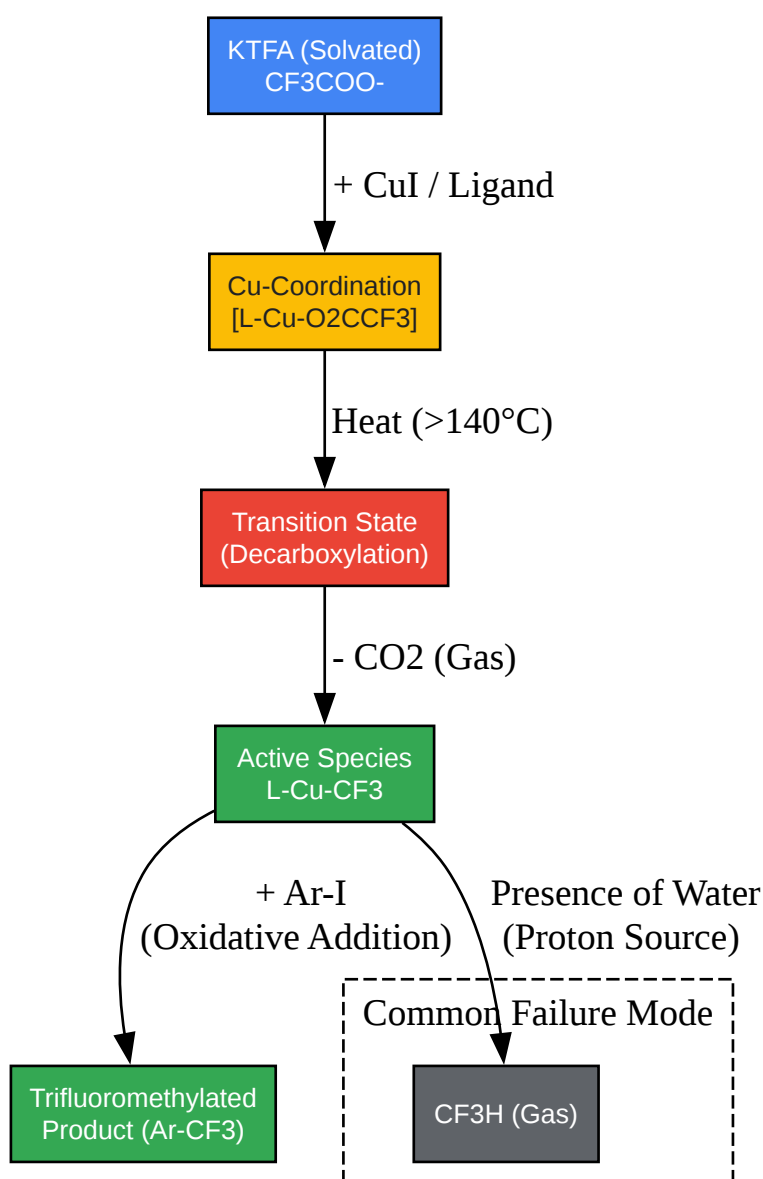 KTFA (Solvated)
CF3COO-
+ CuI / Ligand
Cu-Coordination
[L-Cu-O2CCF3]
Heat (>140°C)
Transition State
(Decarboxylation)
- CO2 (Gas)
Active Species
L-Cu-CF3
+ Ar-I
(Oxidative Addition)
Presence of Water
(Proton Source)
Common Failure Mode
Trifluoromethylated
Product (Ar-CF3)
CF3H (Gas)